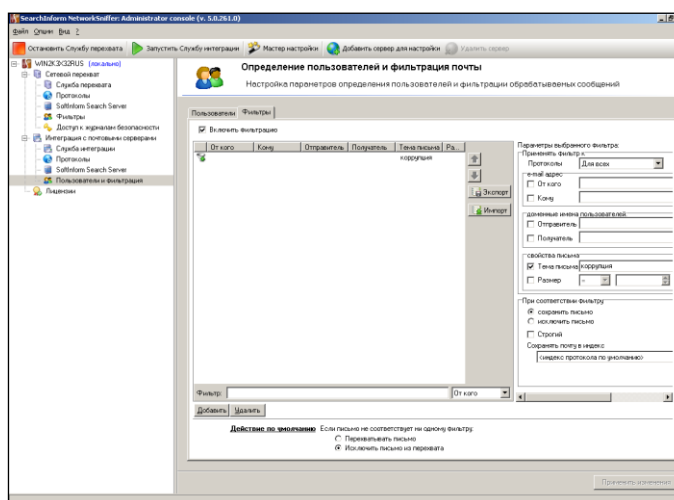 SearchInform NetworkSniffer: Administrator console (v. 5.0.261.0)
Файл Опции Вид ?
Остановить Службу перехвата Запустить Службу интеграции Мастер настройки Добавить сервер для настройки Удалить сервер
WIN2K3X32RUS (локально)
Сетевой перехват
Служба перехвата
Протоколы
SoftInform Search Server
Фильтры
Доступ к журналам безопасности
Интеграция с почтовыми серверами
Служба интеграции
Протоколы
SoftInform Search Server
Пользователи и фильтрация
Лицензии
Определение пользователей и фильтрация почты
Настройка параметров определения пользователей и фильтрации обрабатываемых сообщений
Пользователи Фильтры
Включить фильтрацию
От кого Кому Отправитель Получатель Тема письма Ра...
коррупция
Экспорт
Импорт
Фильтр: От кого
Добавить Удалить
Параметры выбранного фильтра:
Применять фильтр к:
Протоколы Для всех
e-mail адрес
От кого
Кому
доменные имена пользователей
Отправитель
Получатель
свойства письма
Тема письма коррупция
Размер =
При соответствии фильтру
сохранить письмо
исключить письмо
Строгий
Сохранять почту в индекс
<индекс протокола по умолчанию>
Действие по умолчанию Если письмо не соответствует ни одному фильтру:
Перехватывать письмо
Исключить письмо из перехвата
Применить изменения